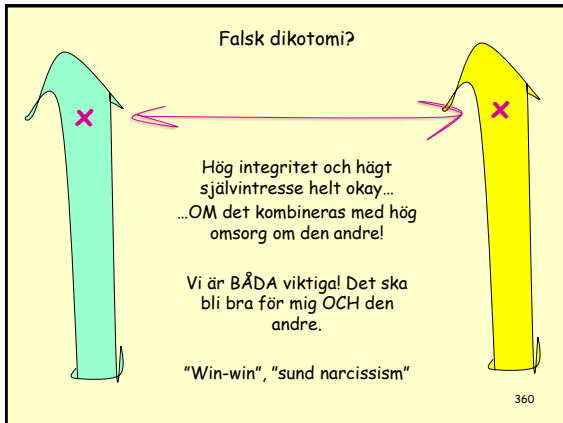 Falsk dikotomi?
Hög integritet och hägt
självintresse helt okay...
...OM det kombineras med hög
omsorg om den andre!
Vi är BÅDA viktiga! Det ska
bli bra för mig OCH den
andre.
"Win-win", "sund narcissism"
360